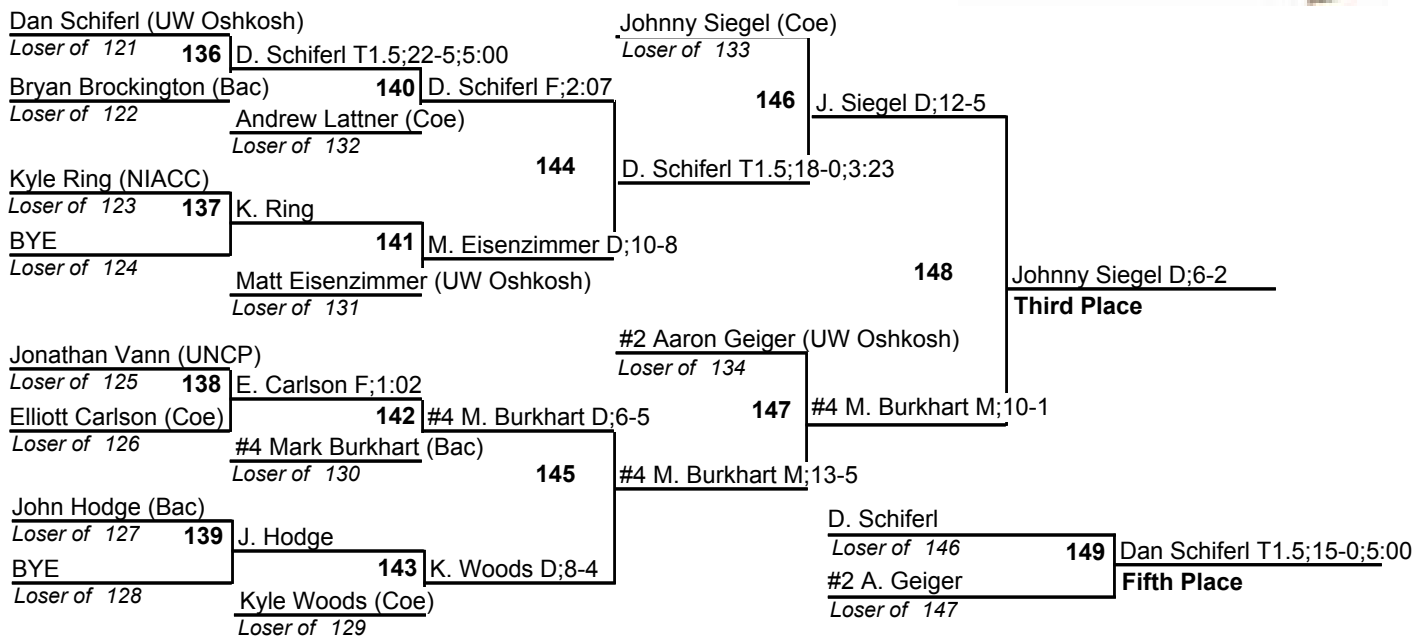 Dan Schiferl (UW Oshkosh)
Loser of 121
136
D. Schiferl T1.5;22-5;5:00
Bryan Brockington (Bac)
Loser of 122
140
D. Schiferl F;2:07
Andrew Lattner (Coe)
Loser of 132
144
Kyle Ring (NIACC)
Loser of 123
137
K. Ring
BYE
Loser of 124
141
M. Eisenzimmer D;10-8
Matt Eisenzimmer (UW Oshkosh)
Loser of 131
Jonathan Vann (UNCP)
Loser of 125
138
E. Carlson F;1:02
Elliott Carlson (Coe)
Loser of 126
142
#4 M. Burkhart D;6-5
#4 Mark Burkhart (Bac)
Loser of 130
145
John Hodge (Bac)
Loser of 127
139
J. Hodge
BYE
Loser of 128
143
K. Woods D;8-4
Kyle Woods (Coe)
Loser of 129
Johnny Siegel (Coe)
Loser of 133
146
J. Siegel D;12-5
D. Schiferl T1.5;18-0;3:23
148
Johnny Siegel D;6-2
Third Place
#2 Aaron Geiger (UW Oshkosh)
Loser of 134
147
#4 M. Burkhart M;10-1
#4 M. Burkhart M;13-5
D. Schiferl
Loser of 146
149
Dan Schiferl T1.5;15-0;5:00
#2 A. Geiger
Fifth Place
Loser of 147